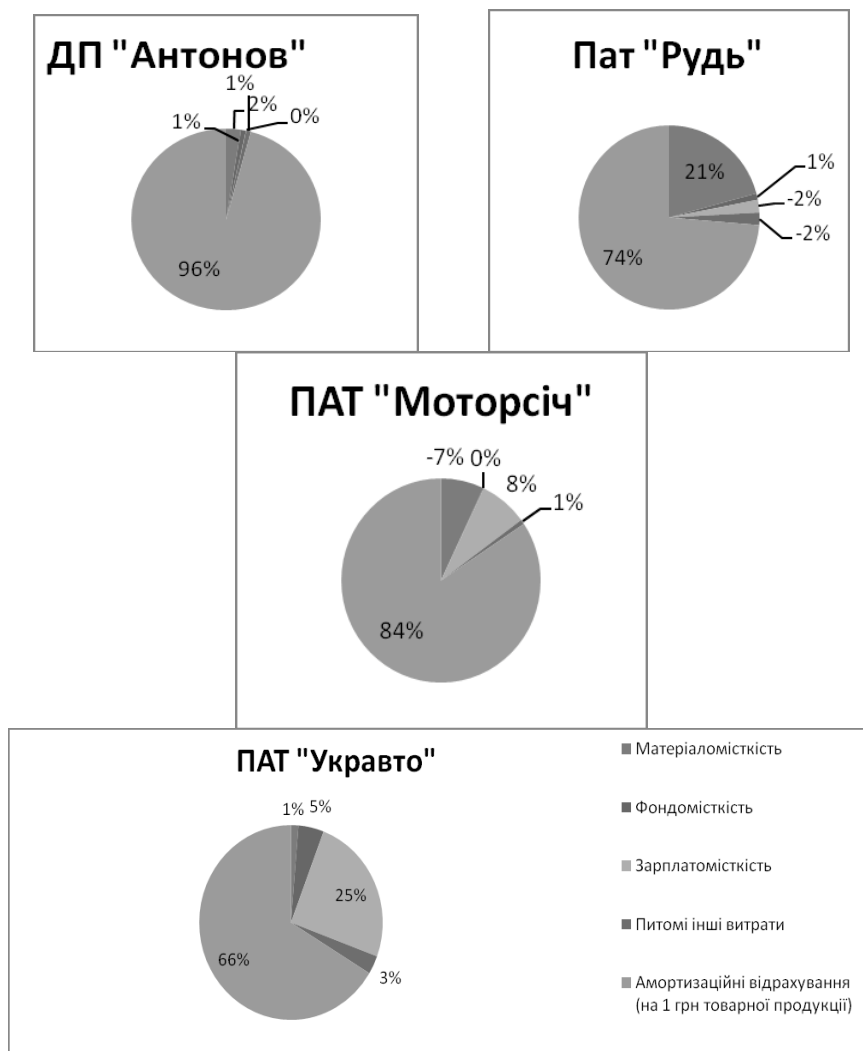 ДП "Антонов"
1%
2%
1%
0%
96%
Пат "Рудь"
21%
1%
-2%
-2%
74%
ПАТ "Моторсіч"
-7% 0%
8%
1%
84%
ПАТ "Укравто"
1% 5%
25%
66%
3%
Матеріаломісткість
Фондомісткість
Зарплатомісткість
Питомі інші витрати
Амортизаційні відрахування
(на 1 грн товарної продукції)